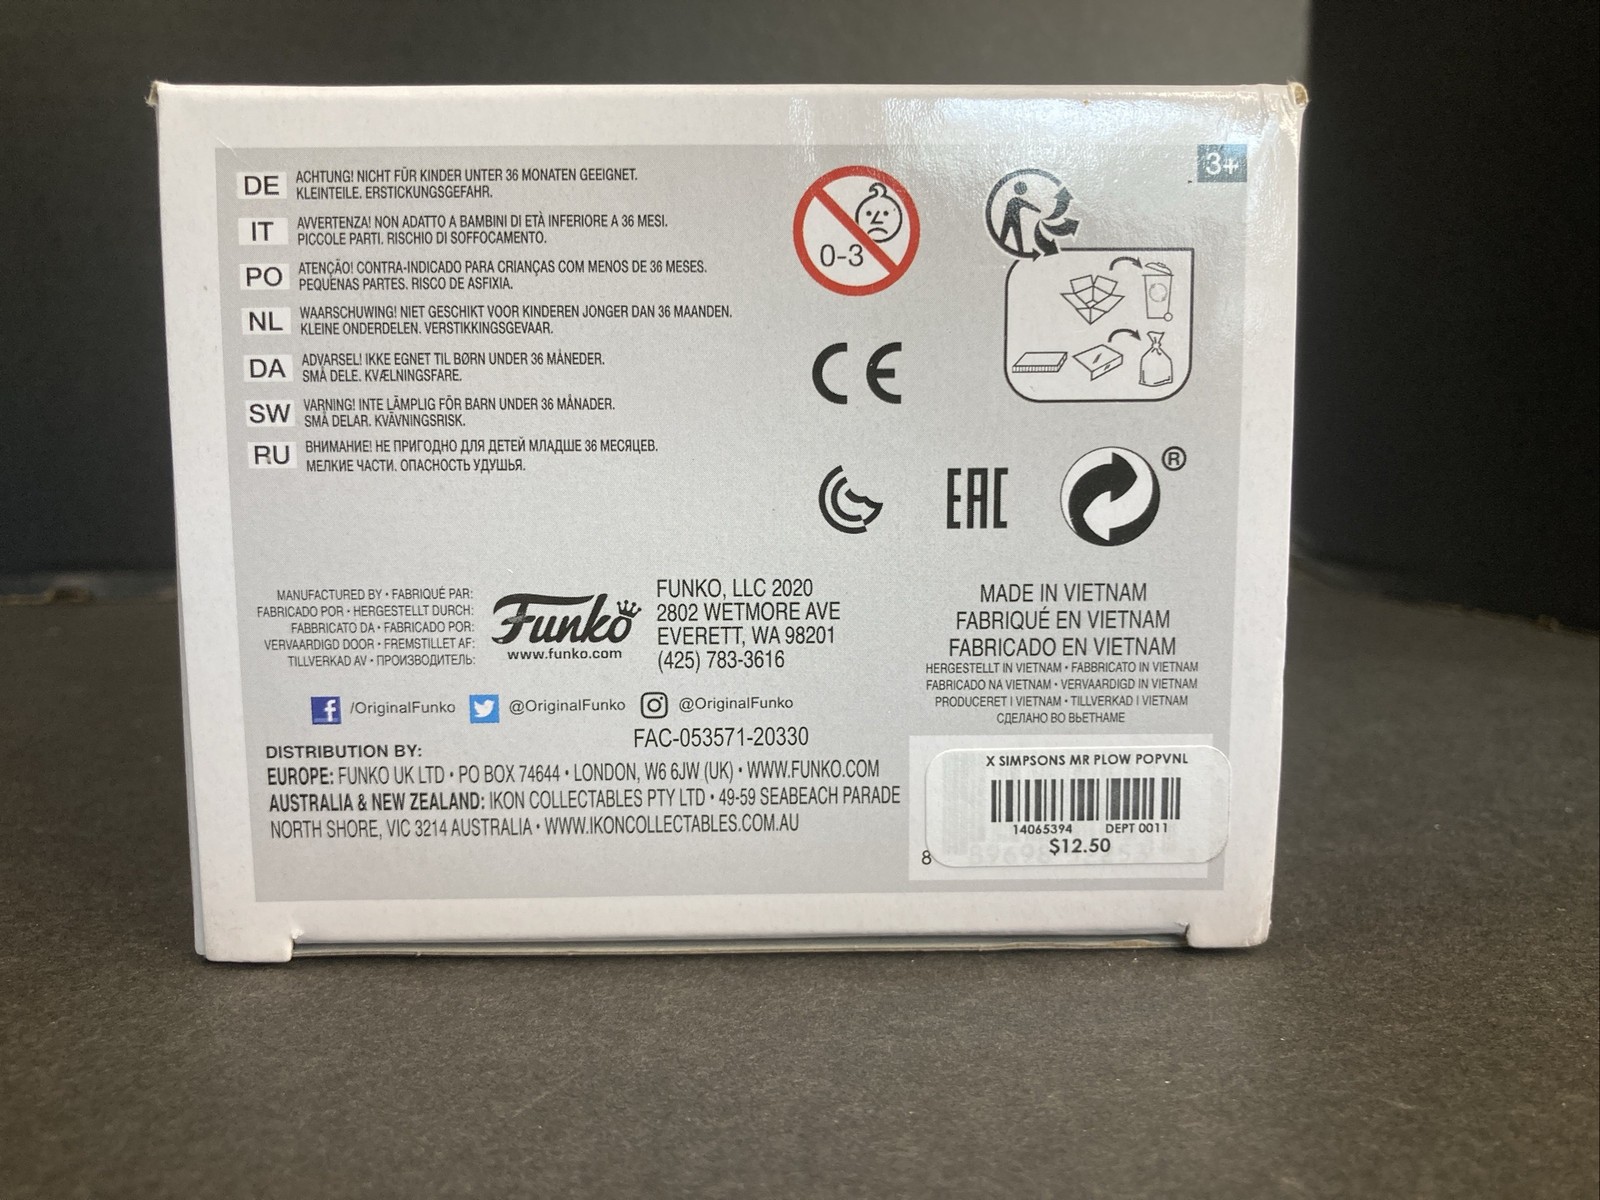 3+
DE ACHTUNG! NICHT FÜR KINDER UNTER 36 MONATEN GEEIGNET.
KLEINTEILE. ERSTICKUNGSGEFAHR.
IT AVVERTENZA! NON ADATTO A BAMBINI DI ETÀ INFERIORE A 36 MESI.
PICCOLE PARTI. RISCHIO DI SOFFOCAMENTO.
PO ATENÇÃO! CONTRA-INDICADO PARA CRIANÇAS COM MENOS DE 36 MESES.
PEQUENAS PARTES. RISCO DE ASFIXIA.
NL WAARSCHUWING! NIET GESCHIKT VOOR KINDEREN JONGER DAN 36 MAANDEN.
KLEINE ONDERDELEN. VERSTIKKINGSGEVAAR.
DA ADVARSEL! IKKE EGNET TIL BØRN UNDER 36 MÅNEDER.
SMÅ DELE. KVÆLNINGSFARE.
SW VARNING! INTE LÄMPLIG FÖR BARN UNDER 36 MÅNADER.
SMÅ DELAR. KVÄVNINGSRISK.
RU ВНИМАНИЕ! НЕ ПРИГОДНО ДЛЯ ДЕТЕЙ МЛАДШЕ 36 МЕСЯЦЕВ.
МЕЛКИЕ ЧАСТИ. ОПАСНОСТЬ УДУШЬЯ.
0-3
CE
EAC
®
MANUFACTURED BY • FABRIQUÉ PAR:
FABRICADO POR • HERGESTELLT DURCH:
FABBRICATO DA • FABRICADO POR:
VERVAARDIGD DOOR • FREMSTILLET AF:
TILLVERKAD AV • ПРОИЗВОДИТЕЛЬ:
Funko
www.funko.com
FUNKO, LLC 2020
2802 WETMORE AVE
EVERETT, WA 98201
(425) 783-3616
MADE IN VIETNAM
FABRIQUÉ EN VIETNAM
FABRICADO EN VIETNAM
HERGESTELLT IN VIETNAM • FABBRICATO IN VIETNAM
FABRICADO NA VIETNAM • VERVAARDIGD IN VIETNAM
PRODUCERET I VIETNAM • TILLVERKAD I VIETNAM
СДЕЛАНО ВО ВЬЕТНАМЕ
f /OriginalFunko @OriginalFunko @OriginalFunko
FAC-053571-20330
DISTRIBUTION BY:
EUROPE: FUNKO UK LTD • PO BOX 74644 • LONDON, W6 6JW (UK) • WWW.FUNKO.COM
AUSTRALIA & NEW ZEALAND: IKON COLLECTABLES PTY LTD • 49-59 SEABEACH PARADE
NORTH SHORE, VIC 3214 AUSTRALIA • WWW.IKONCOLLECTABLES.COM.AU
X SIMPSONS MR PLOW POPVNL
14065394 DEPT 0011
$12.50
8